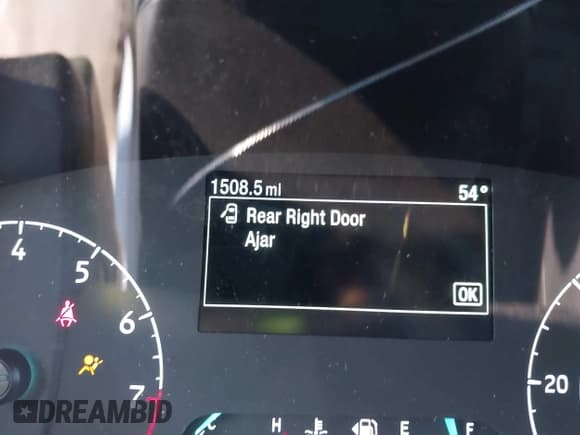 1508.5 mi 54°
Rear Right Door
Ajar
OK
4
5
6
7
20
H E F
DREAMBID